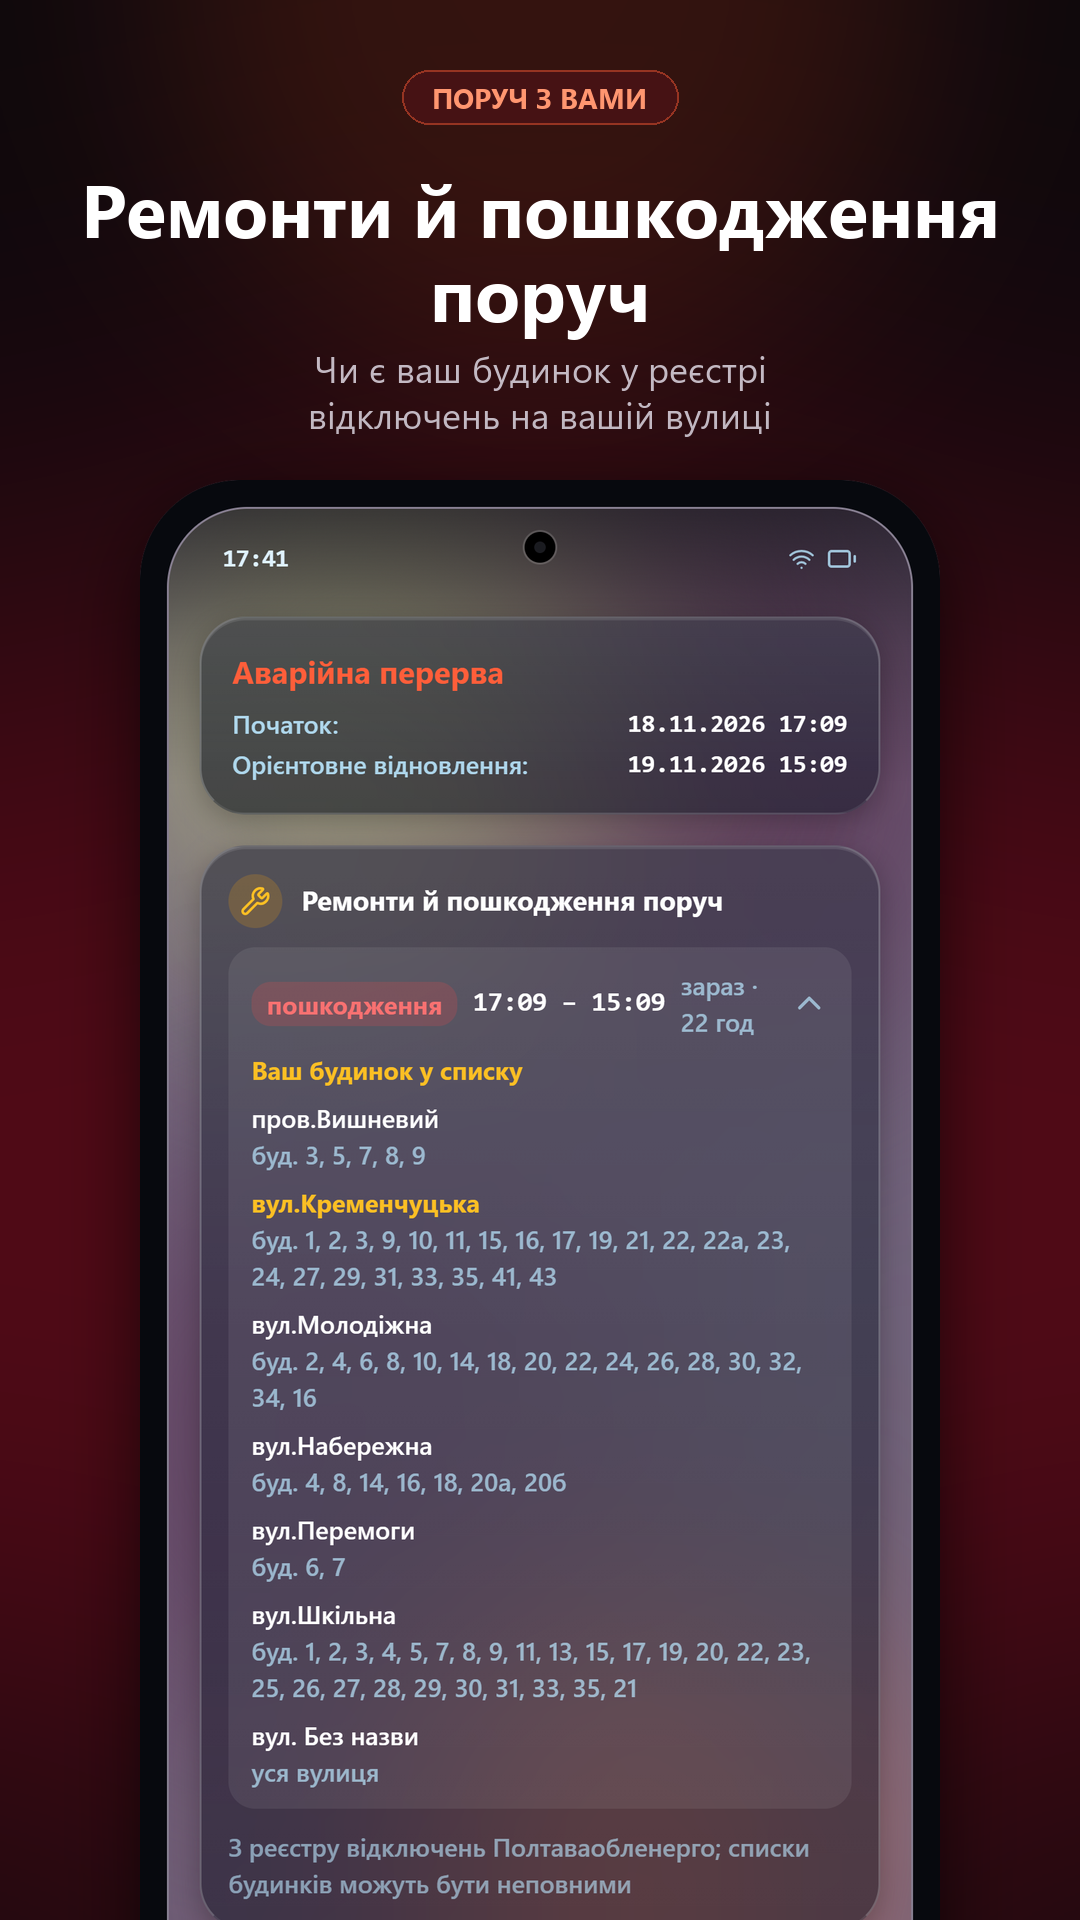 ПОРУЧ З ВАМИ
Ремонти й пошкодження
поруч
Чи є ваш будинок у реєстрі
відключень на вашій вулиці
17:41
Аварійна перерва
Початок: 18.11.2026 17:09
Орієнтовне відновлення: 19.11.2026 15:09
Ремонти й пошкодження поруч
пошкодження 17:09 – 15:09 зараз ·
22 год
Ваш будинок у списку
пров.Вишневий
буд. 3, 5, 7, 8, 9
вул.Кременчуцька
буд. 1, 2, 3, 9, 10, 11, 15, 16, 17, 19, 21, 22, 22а, 23,
24, 27, 29, 31, 33, 35, 41, 43
вул.Молодіжна
буд. 2, 4, 6, 8, 10, 14, 18, 20, 22, 24, 26, 28, 30, 32,
34, 16
вул.Набережна
буд. 4, 8, 14, 16, 18, 20а, 20б
вул.Перемоги
буд. 6, 7
вул.Шкільна
буд. 1, 2, 3, 4, 5, 7, 8, 9, 11, 13, 15, 17, 19, 20, 22, 23,
25, 26, 27, 28, 29, 30, 31, 33, 35, 21
вул. Без назви
уся вулиця
З реєстру відключень Полтаваобленерго; списки
будинків можуть бути неповними